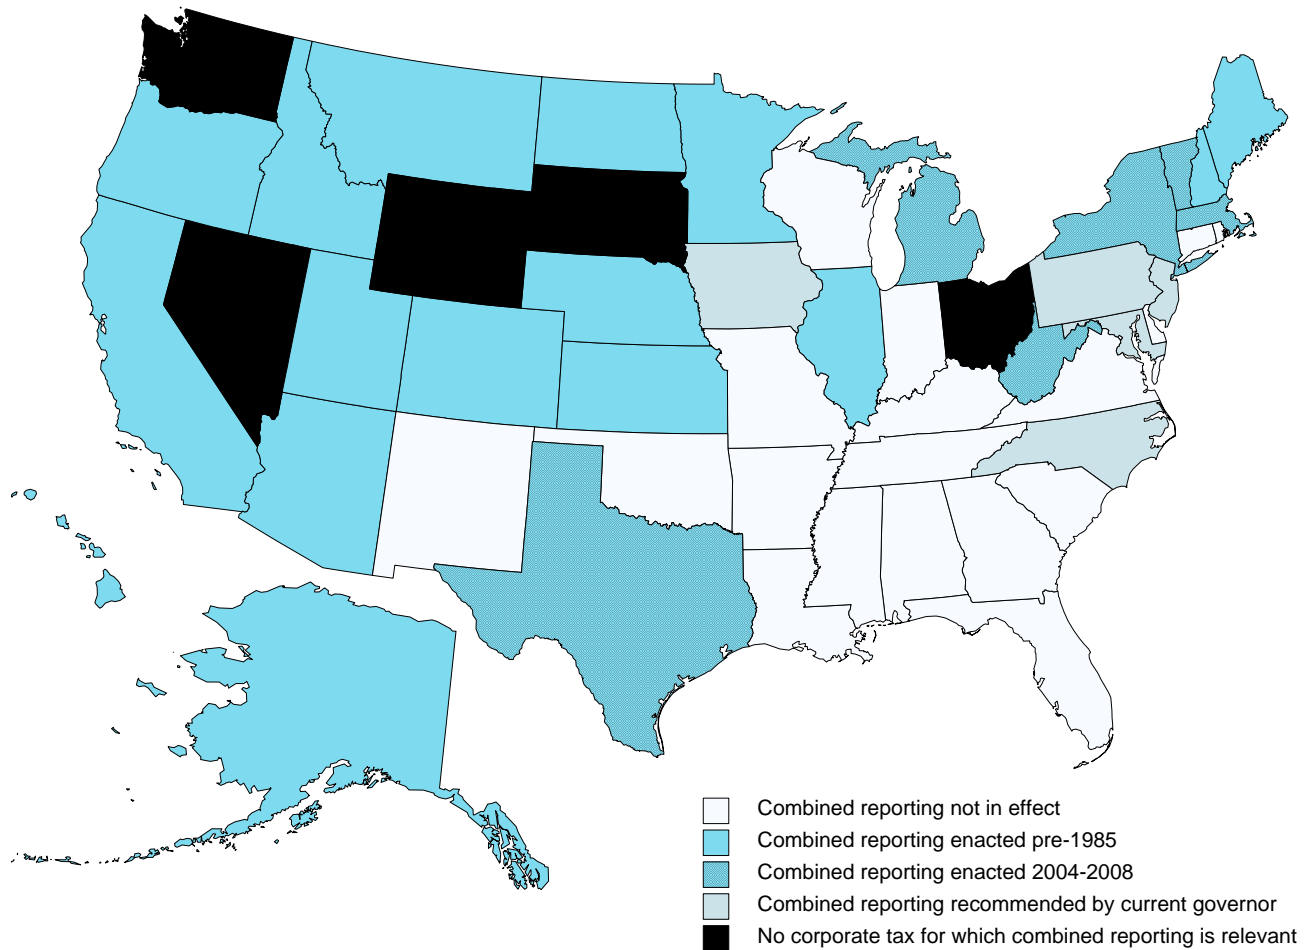 Combined reporting not in effect
Combined reporting enacted pre-1985
Combined reporting enacted 2004-2008
Combined reporting recommended by current governor
No corporate tax for which combined reporting is relevant